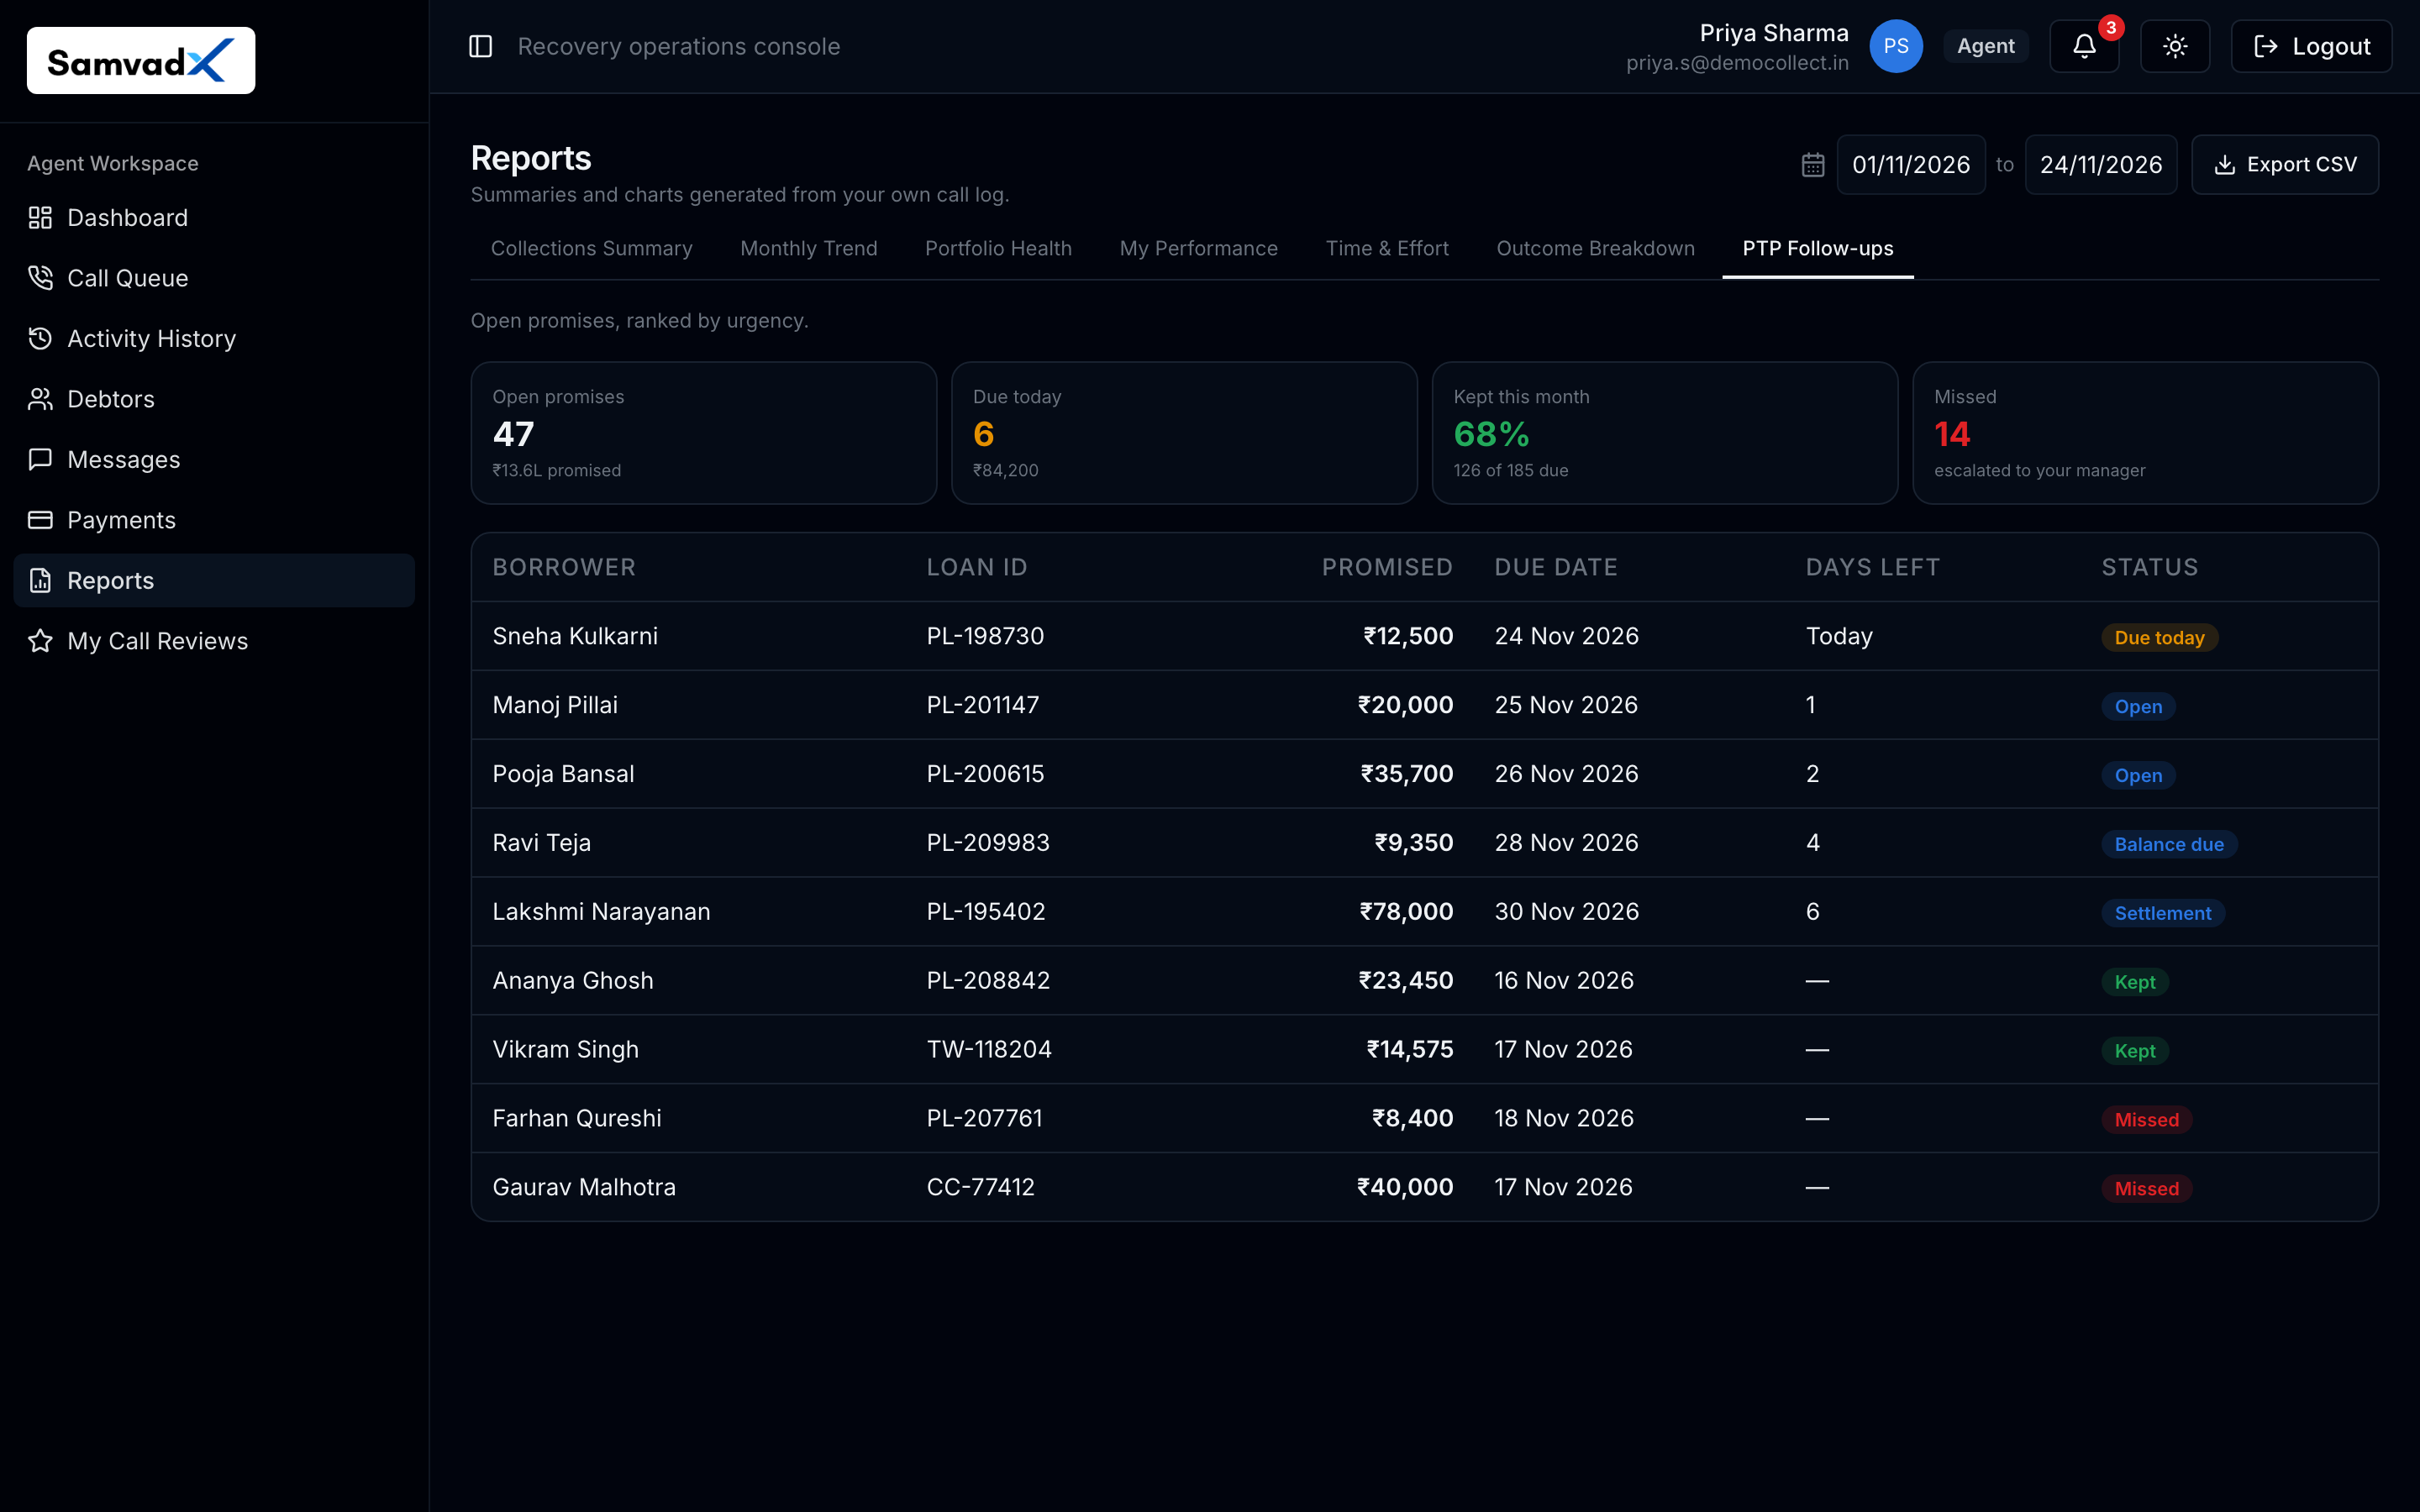 SamvadX
Recovery operations console
Priya Sharma
priya.s@democollect.in
PS
Agent
3
Logout
Agent Workspace
Dashboard
Call Queue
Activity History
Debtors
Messages
Payments
Reports
My Call Reviews
Reports
Summaries and charts generated from your own call log.
01/11/2026 to 24/11/2026
Export CSV
Collections Summary Monthly Trend Portfolio Health My Performance Time & Effort Outcome Breakdown PTP Follow-ups
Open promises, ranked by urgency.
Open promises
47
₹13.6L promised
Due today
6
₹84,200
Kept this month
68%
126 of 185 due
Missed
14
escalated to your manager
BORROWER LOAN ID PROMISED DUE DATE DAYS LEFT STATUS
Sneha Kulkarni PL-198730 ₹12,500 24 Nov 2026 Today Due today
Manoj Pillai PL-201147 ₹20,000 25 Nov 2026 1 Open
Pooja Bansal PL-200615 ₹35,700 26 Nov 2026 2 Open
Ravi Teja PL-209983 ₹9,350 28 Nov 2026 4 Balance due
Lakshmi Narayanan PL-195402 ₹78,000 30 Nov 2026 6 Settlement
Ananya Ghosh PL-208842 ₹23,450 16 Nov 2026 — Kept
Vikram Singh TW-118204 ₹14,575 17 Nov 2026 — Kept
Farhan Qureshi PL-207761 ₹8,400 18 Nov 2026 — Missed
Gaurav Malhotra CC-77412 ₹40,000 17 Nov 2026 — Missed